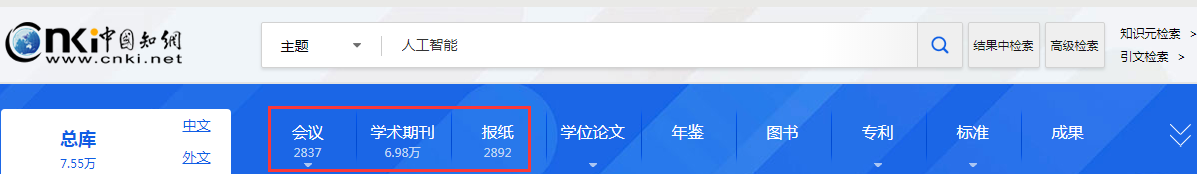 cnki中国知网
www.cnki.net
主题
人工智能
结果中检索
高级检索
知识元检索 >
引文检索 >
总库
7.55万
中文
外文
会议
2837
学术期刊
6.98万
报纸
2892
学位论文
年鉴
图书
专利
标准
成果